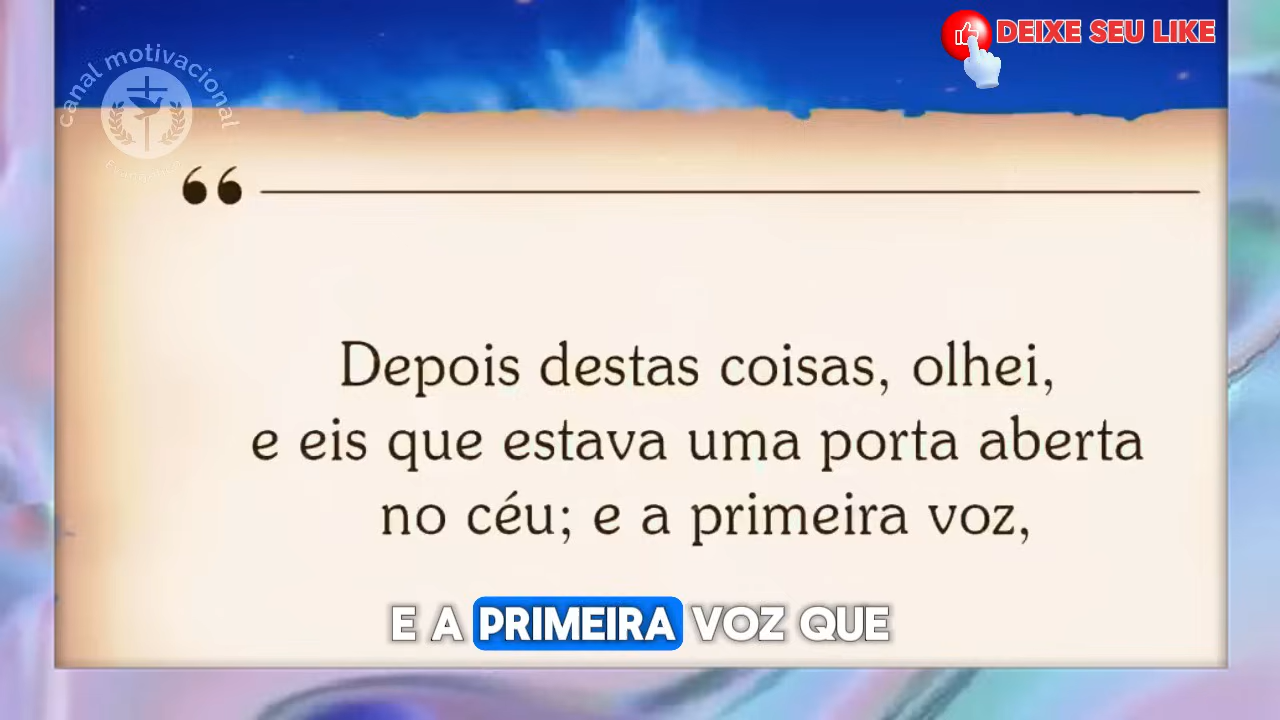 DEIXE SEU LIKE
canal motivacional
“
Depois destas coisas, olhei,
e eis que estava uma porta aberta
no céu; e a primeira voz,
E A PRIMEIRA VOZ QUE